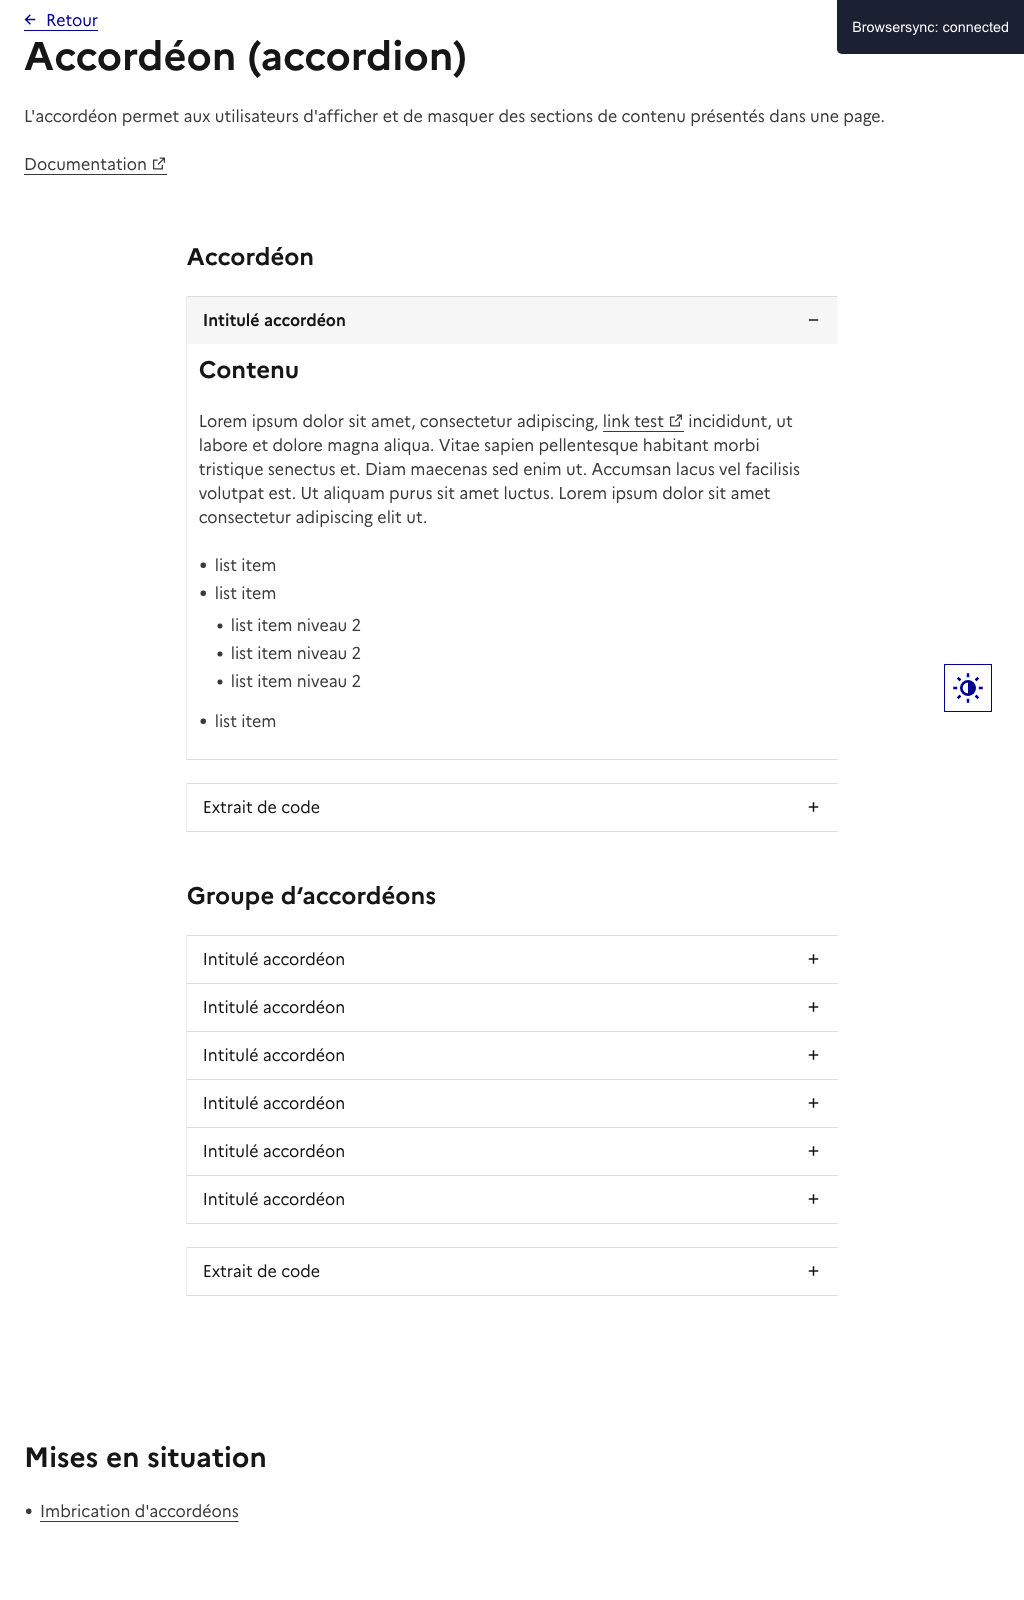 Retour
Browsersync: connected
Accordéon (accordion)
L'accordéon permet aux utilisateurs d'afficher et de masquer des sections de contenu présentés dans une page.
Documentation
Accordéon
Intitulé accordéon
Contenu
Lorem ipsum dolor sit amet, consectetur adipiscing, link test incididunt, ut
labore et dolore magna aliqua. Vitae sapien pellentesque habitant morbi
tristique senectus et. Diam maecenas sed enim ut. Accumsan lacus vel facilisis
volutpat est. Ut aliquam purus sit amet luctus. Lorem ipsum dolor sit amet
consectetur adipiscing elit ut.
• list item
• list item
• list item niveau 2
• list item niveau 2
• list item niveau 2
• list item
Extrait de code
Groupe d‘accordéons
Intitulé accordéon
Intitulé accordéon
Intitulé accordéon
Intitulé accordéon
Intitulé accordéon
Intitulé accordéon
Extrait de code
Mises en situation
• Imbrication d'accordéons